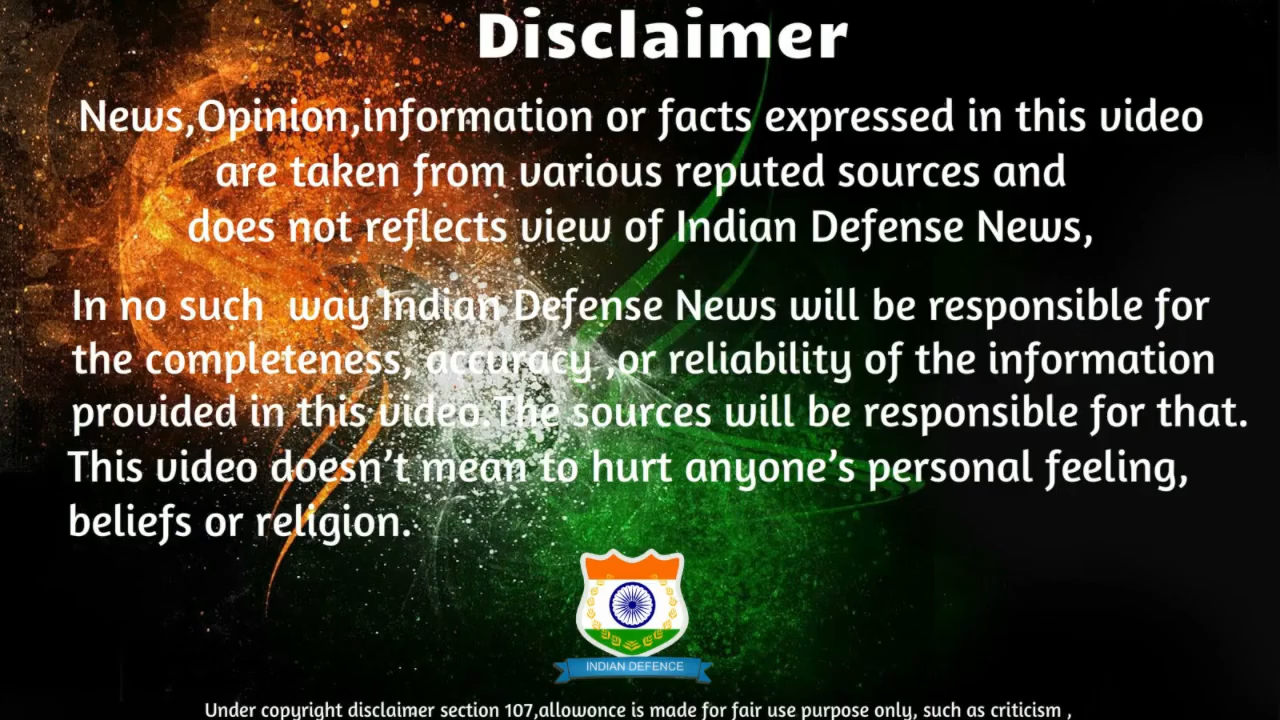 Disclaimer
News,Opinion,information or facts expressed in this video
are taken from various reputed sources and
does not reflects view of Indian Defense News,
In no such way Indian Defense News will be responsible for
the completeness, accuracy ,or reliability of the information
provided in this video.The sources will be responsible for that.
This video doesn't mean to hurt anyone's personal feeling,
beliefs or religion.
INDIAN DEFENCE
Under copyright disclaimer section 107,allowonce is made for fair use purpose only, such as criticism ,